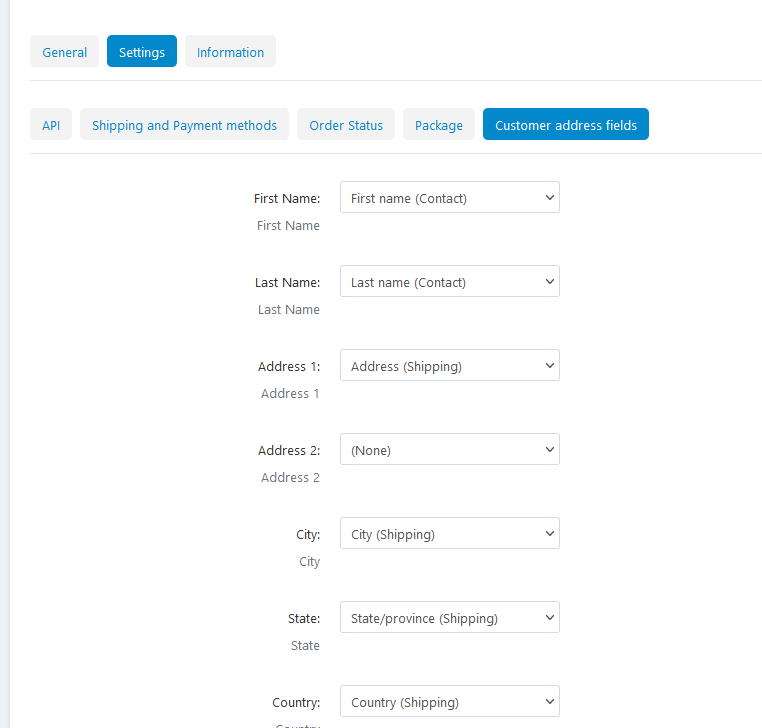 General Settings Information
API Shipping and Payment methods Order Status Package Customer address fields
First Name: First name (Contact)
First Name
Last Name: Last name (Contact)
Last Name
Address 1: Address (Shipping)
Address 1
Address 2: (None)
Address 2
City: City (Shipping)
City
State: State/province (Shipping)
State
Country: Country (Shipping)
Country